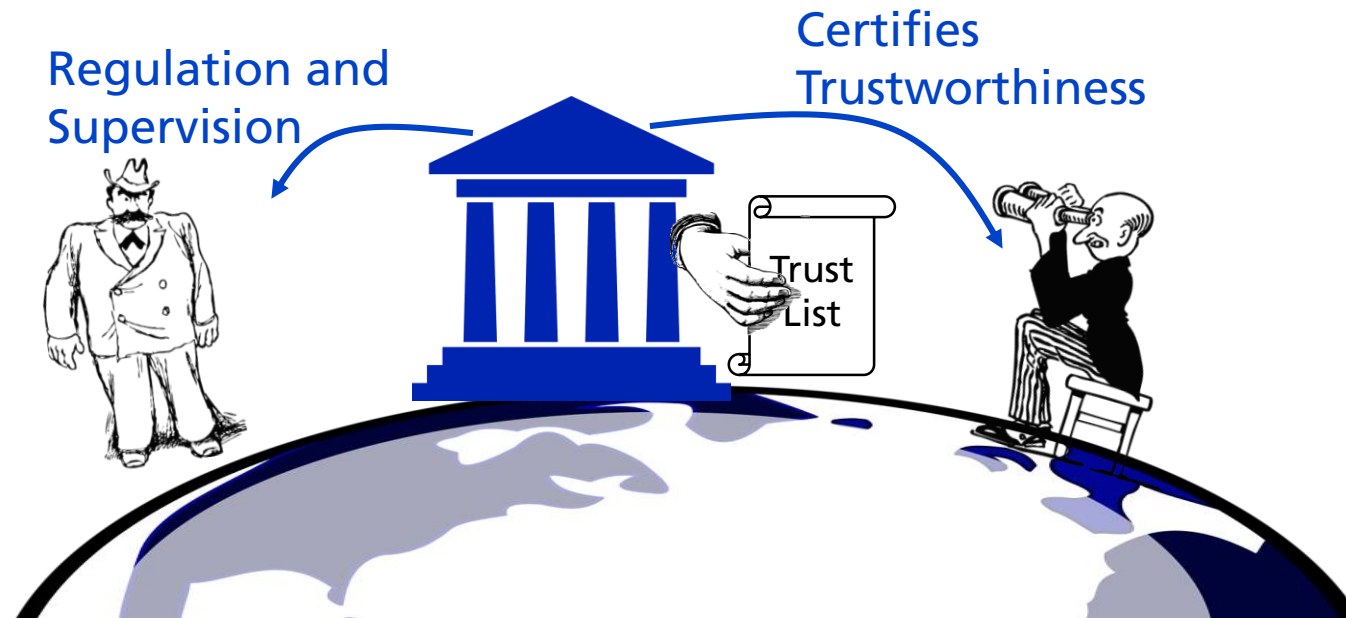 Regulation and
Supervision
Certifies
Trustworthiness
Trust
List